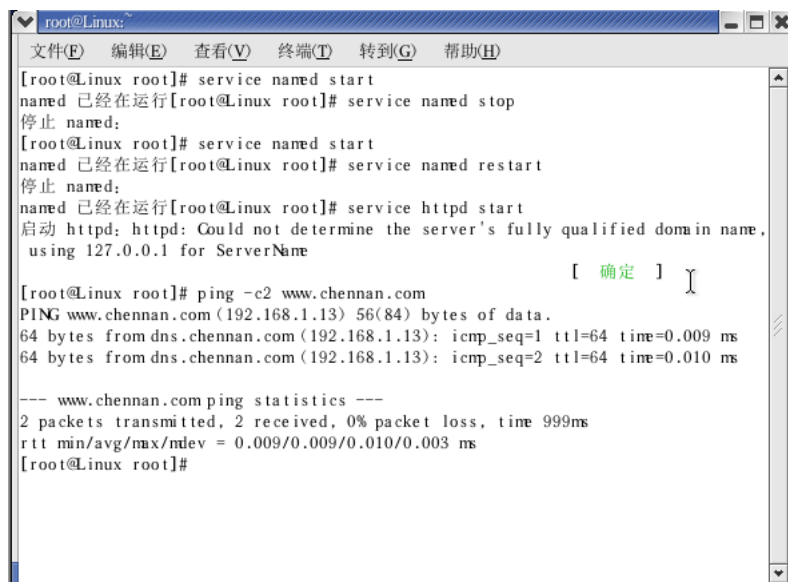 root@Linux:~
文件(F) 编辑(E) 查看(V) 终端(T) 转到(G) 帮助(H)
[root@Linux root]# service named start
named 已经在运行[root@Linux root]# service named stop
停止 named:
[root@Linux root]# service named start
named 已经在运行[root@Linux root]# service named restart
停止 named:
named 已经在运行[root@Linux root]# service httpd start
启动 httpd: httpd: Could not determine the server's fully qualified domain name,
using 127.0.0.1 for ServerName
[ 确定 ]
[root@Linux root]# ping -c2 www.chennan.com
PING www.chennan.com (192.168.1.13) 56(84) bytes of data.
64 bytes from dns.chennan.com (192.168.1.13): icmp_seq=1 ttl=64 time=0.009 ms
64 bytes from dns.chennan.com (192.168.1.13): icmp_seq=2 ttl=64 time=0.010 ms
--- www.chennan.com ping statistics ---
2 packets transmitted, 2 received, 0% packet loss, time 999ms
rtt min/avg/max/mdev = 0.009/0.009/0.010/0.003 ms
[root@Linux root]#